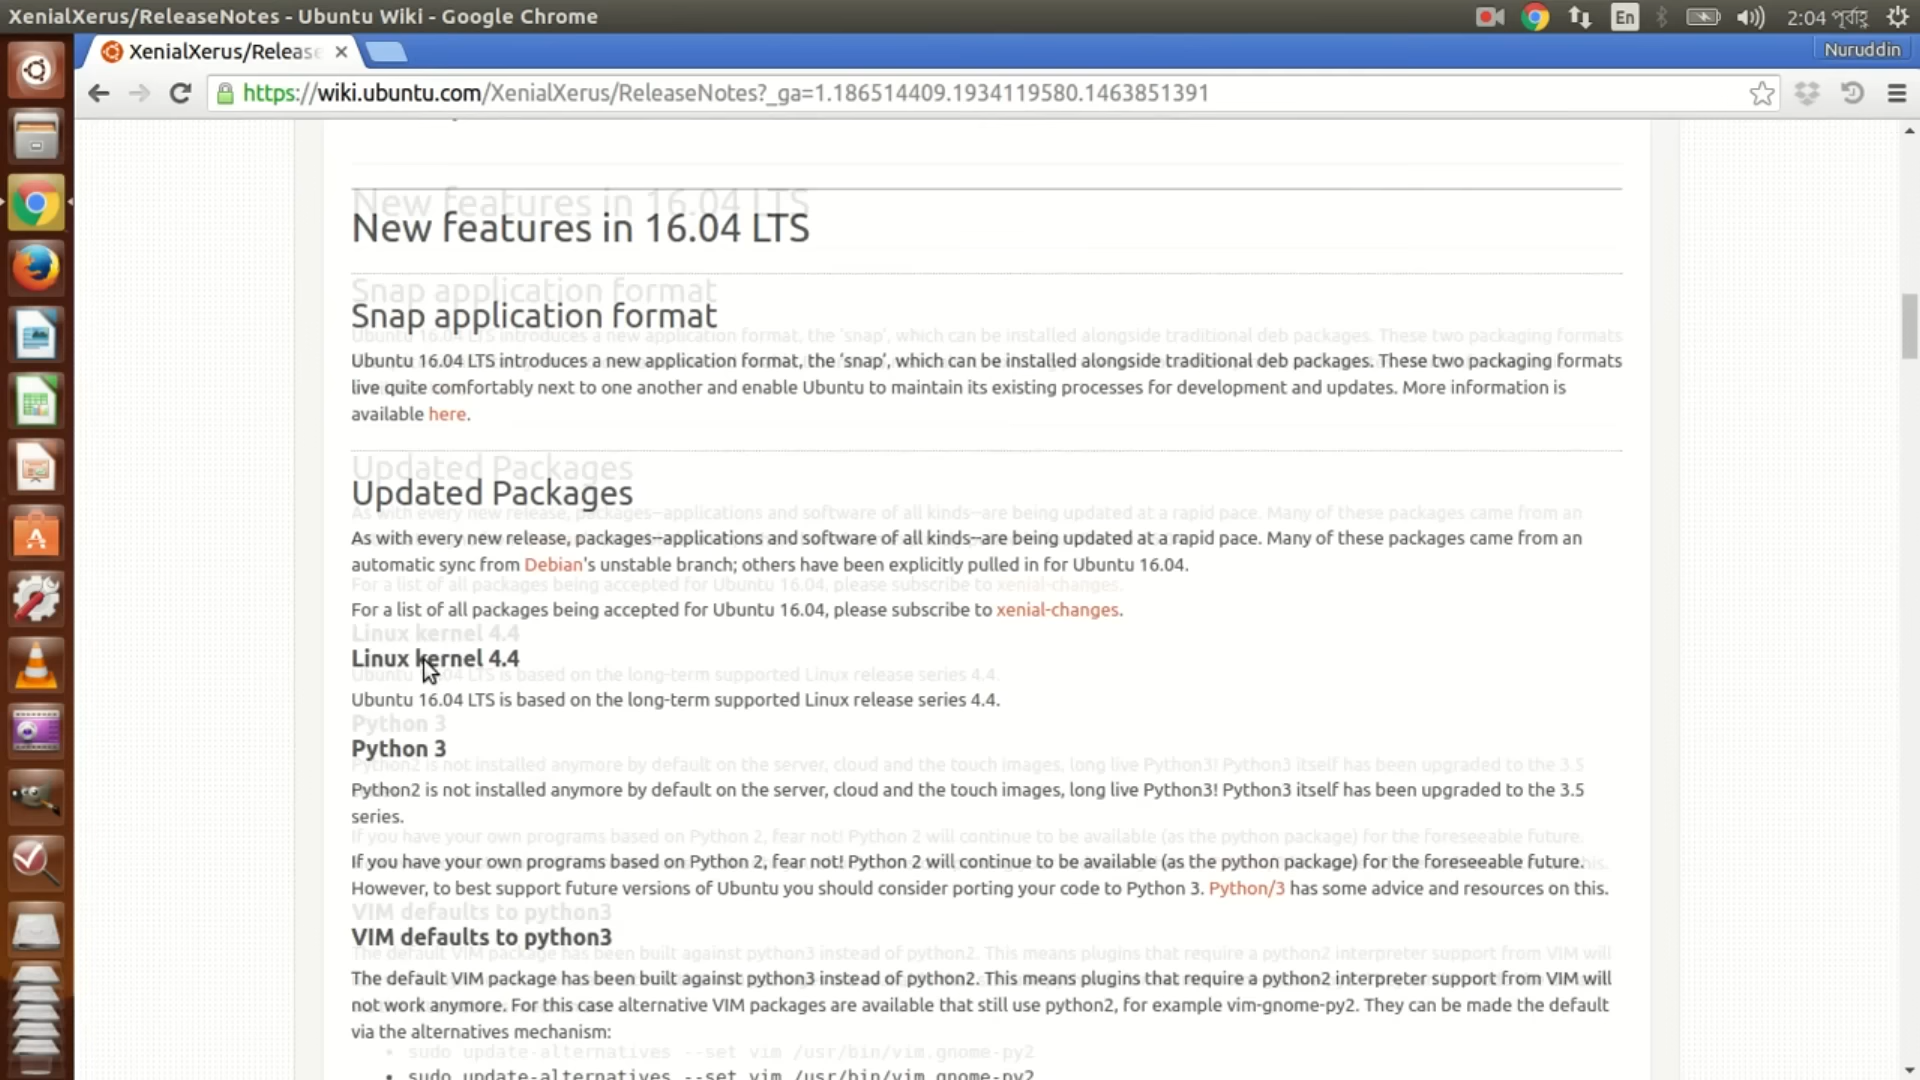 XenialXerus/ReleaseNotes - Ubuntu Wiki - Google Chrome
En
2:04 পূর্বাহ্ণ
XenialXerus/Release
Nuruddin
https://wiki.ubuntu.com/XenialXerus/ReleaseNotes?_ga=1.186514409.1934119580.1463851391
New features in 16.04 LTS
Snap application format
Ubuntu 16.04 LTS introduces a new application format, the 'snap', which can be installed alongside traditional deb packages. These two packaging formats
live quite comfortably next to one another and enable Ubuntu to maintain its existing processes for development and updates. More information is
available here.
Updated Packages
As with every new release, packages--applications and software of all kinds--are being updated at a rapid pace. Many of these packages came from an
automatic sync from Debian's unstable branch; others have been explicitly pulled in for Ubuntu 16.04.
For a list of all packages being accepted for Ubuntu 16.04, please subscribe to xenial-changes.
Linux kernel 4.4
Ubuntu 16.04 LTS is based on the long-term supported Linux release series 4.4.
Python 3
Python2 is not installed anymore by default on the server, cloud and the touch images, long live Python3! Python3 itself has been upgraded to the 3.5
series.
If you have your own programs based on Python 2, fear not! Python 2 will continue to be available (as the python package) for the foreseeable future.
However, to best support future versions of Ubuntu you should consider porting your code to Python 3. Python/3 has some advice and resources on this.
VIM defaults to python3
The default VIM package has been built against python3 instead of python2. This means plugins that require a python2 interpreter support from VIM will
not work anymore. For this case alternative VIM packages are available that still use python2, for example vim-gnome-py2. They can be made the default
via the alternatives mechanism:
• sudo update-alternatives --set vim /usr/bin/vim.gnome-py2